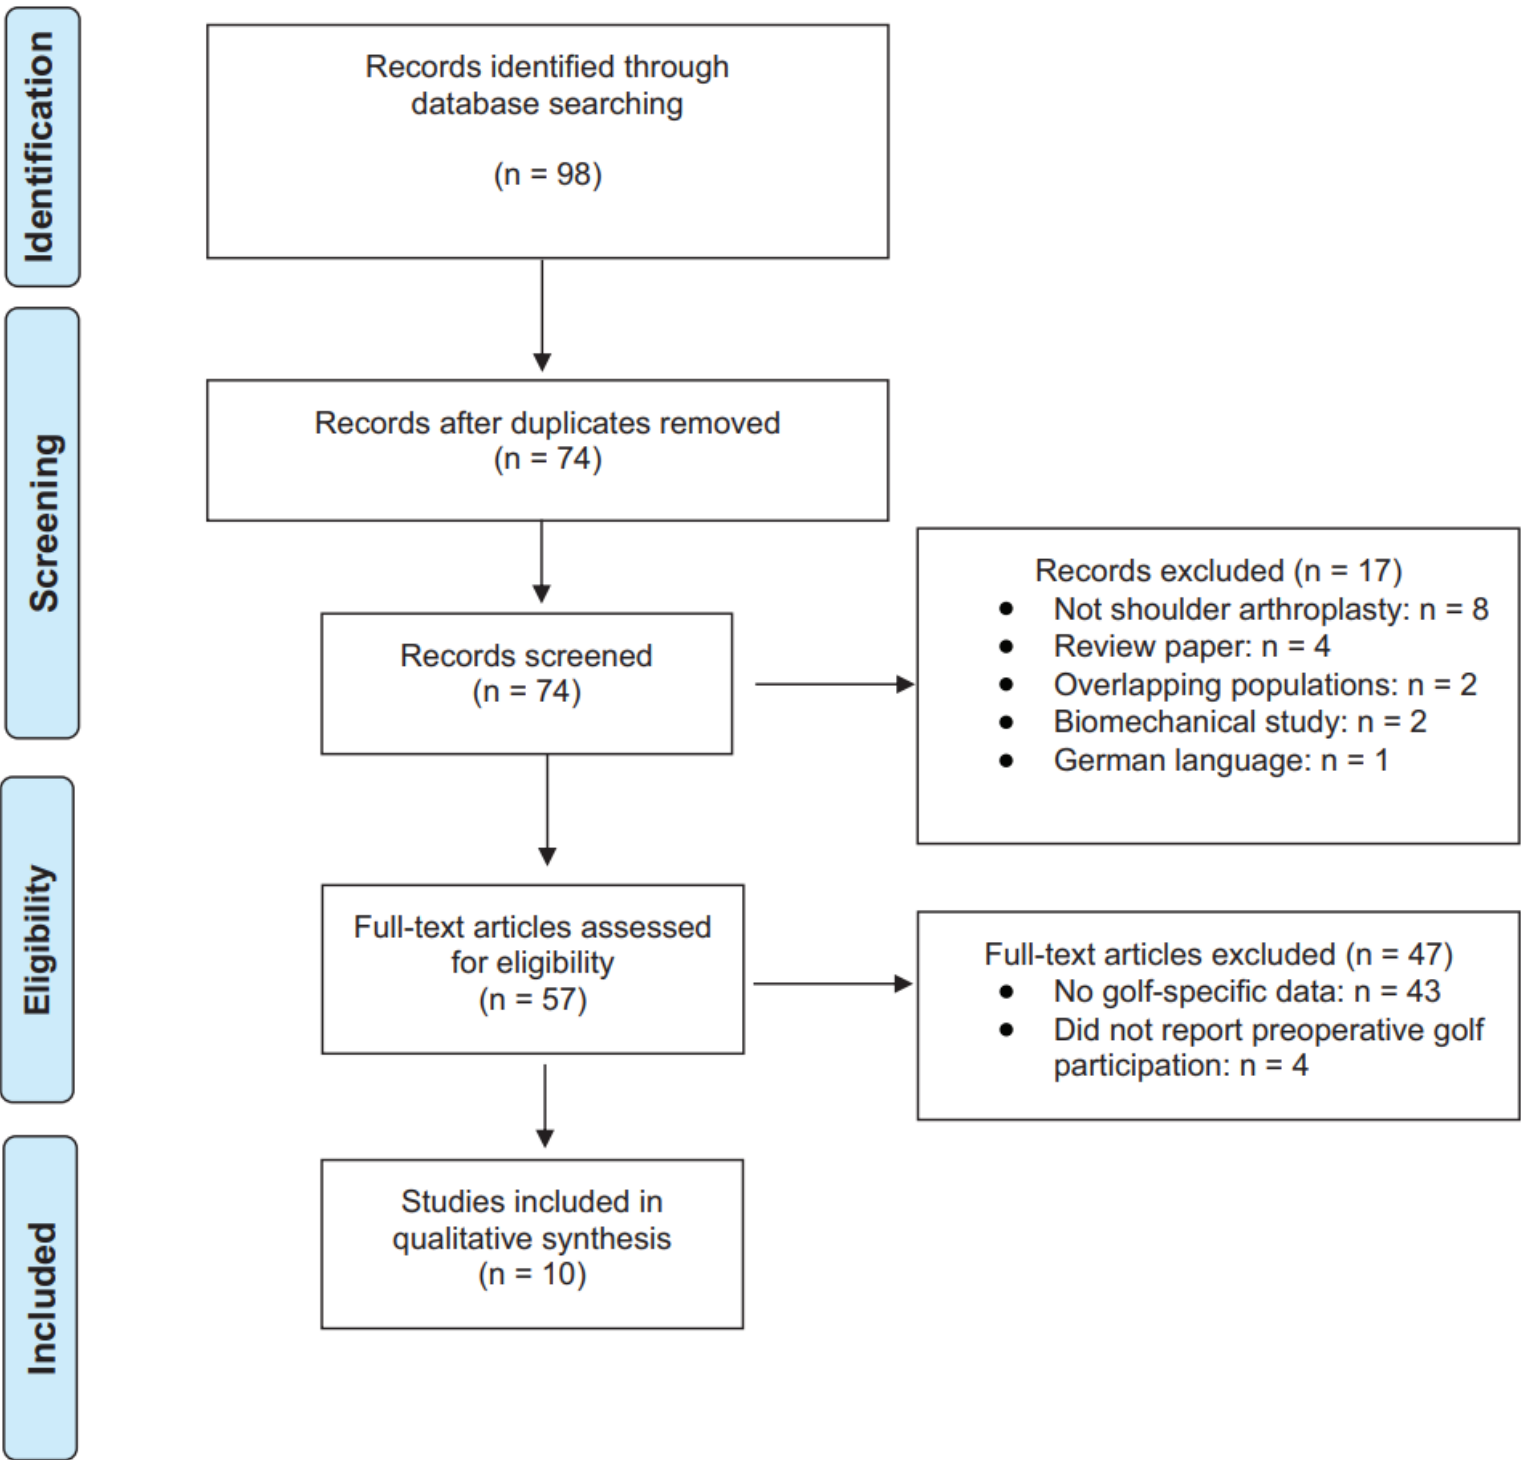 Identification
Records identified through
database searching
(n = 98)
Screening
Records after duplicates removed
(n = 74)
Records screened
(n = 74)
Records excluded (n = 17)
● Not shoulder arthroplasty: n = 8
● Review paper: n = 4
● Overlapping populations: n = 2
● Biomechanical study: n = 2
● German language: n = 1
Eligibility
Full-text articles assessed
for eligibility
(n = 57)
Full-text articles excluded (n = 47)
● No golf-specific data: n = 43
● Did not report preoperative golf
participation: n = 4
Included
Studies included in
qualitative synthesis
(n = 10)